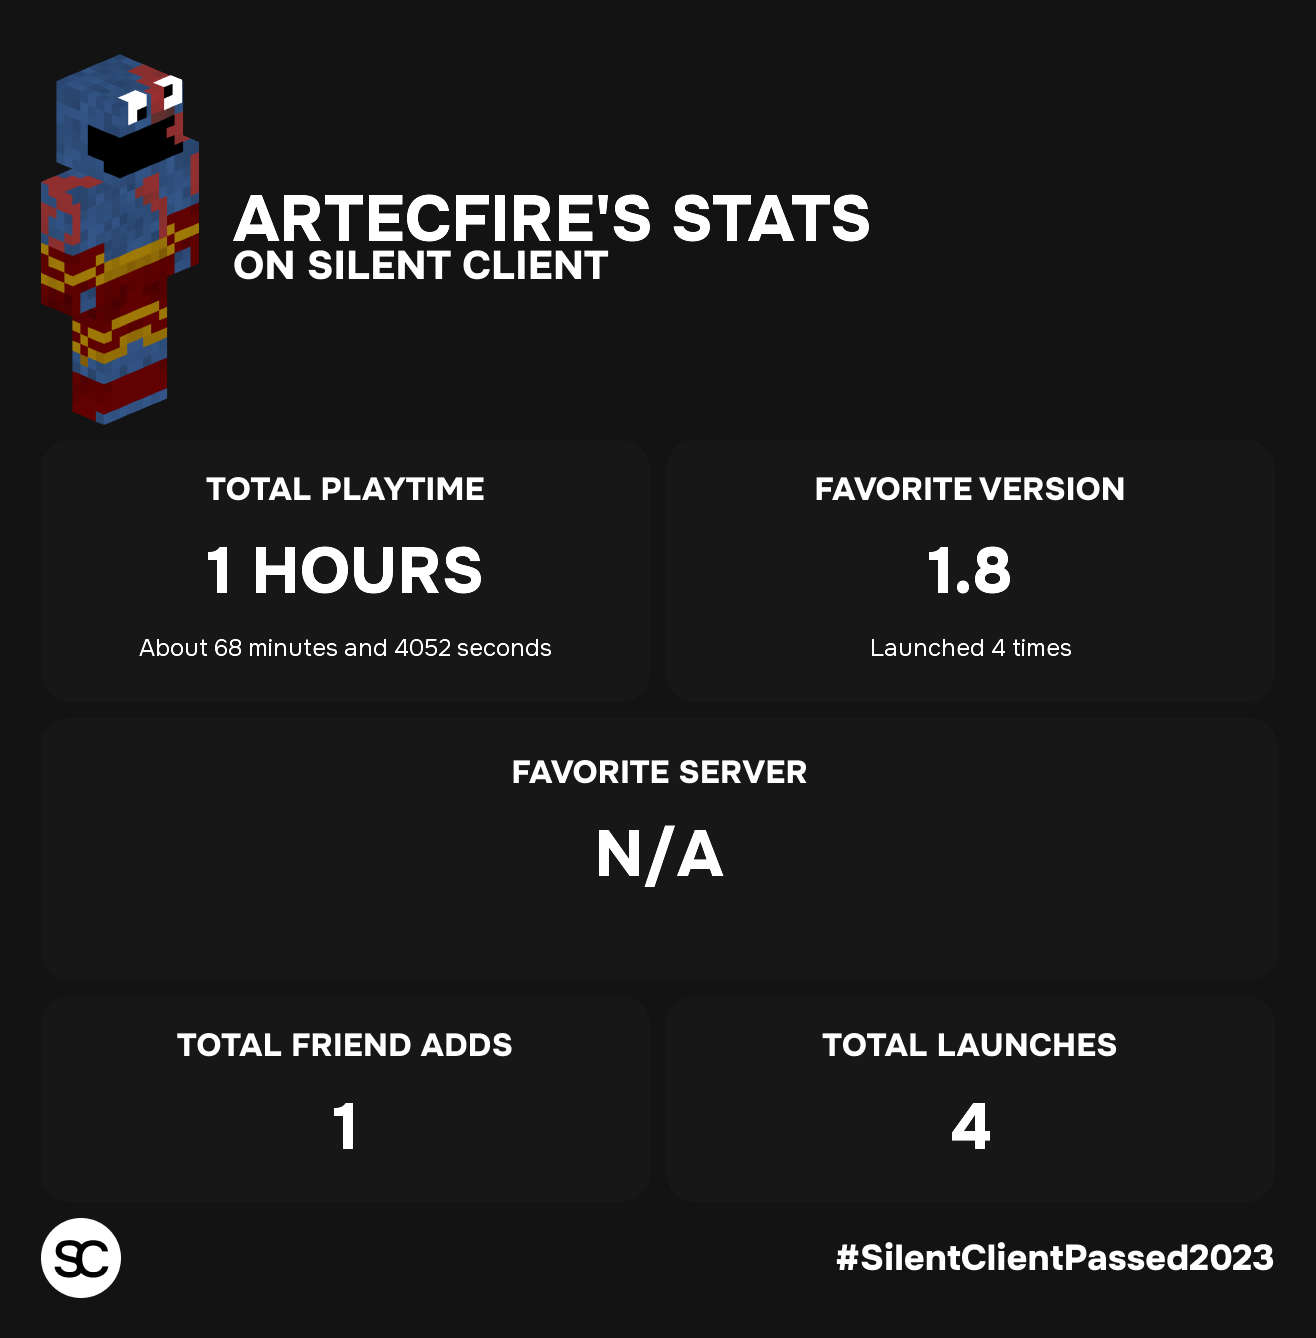 ARTECFIRE'S STATS
ON SILENT CLIENT
TOTAL PLAYTIME
1 HOURS
About 68 minutes and 4052 seconds
FAVORITE VERSION
1.8
Launched 4 times
FAVORITE SERVER
N/A
TOTAL FRIEND ADDS
1
TOTAL LAUNCHES
4
SC
#SilentClientPassed2023